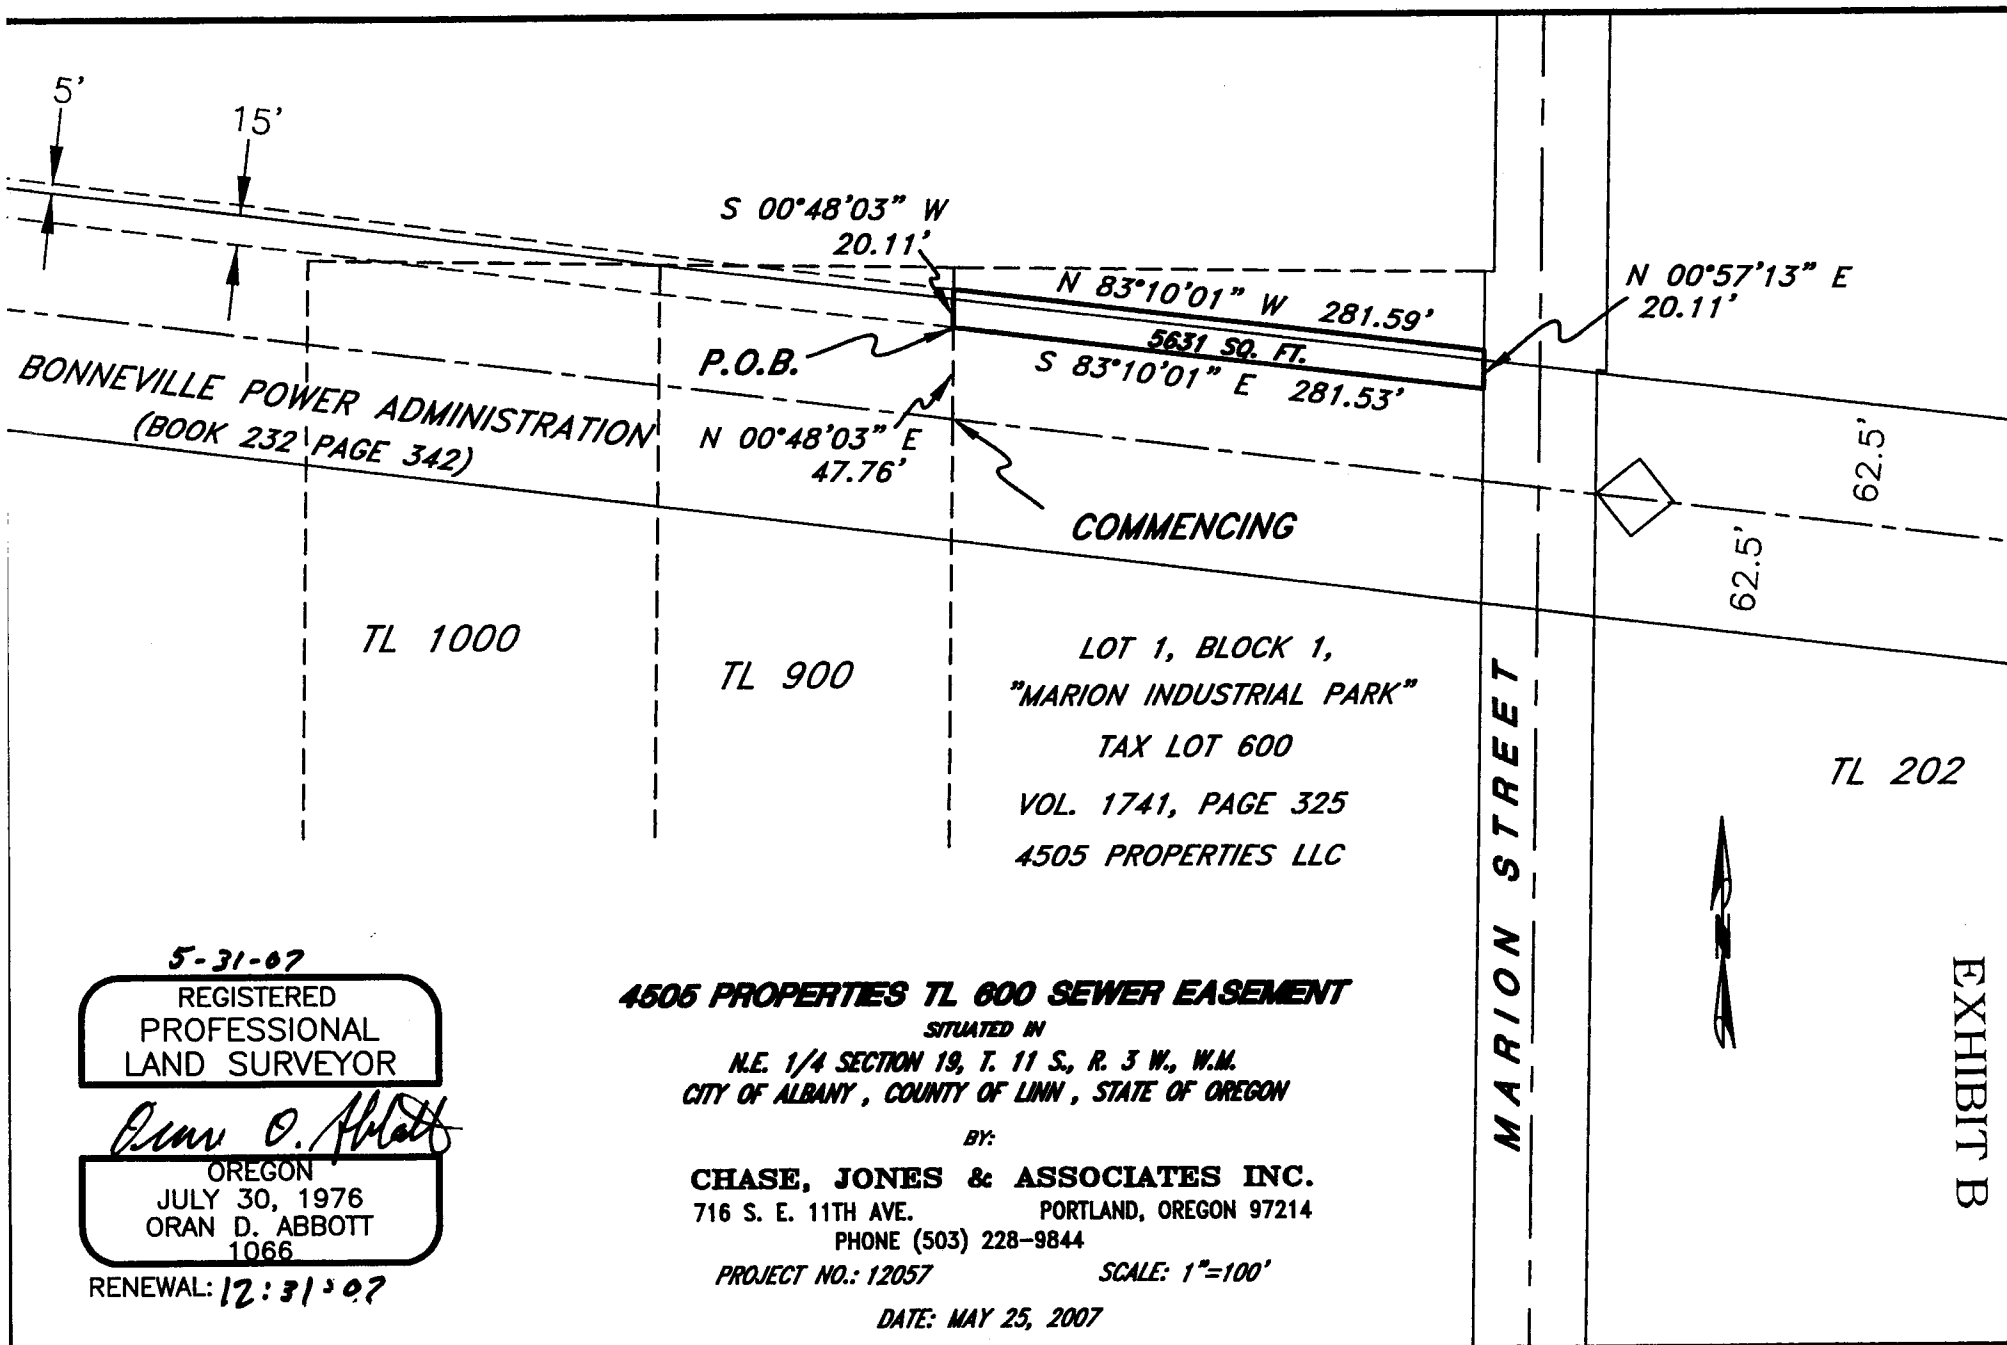 5'
15'
S 00°48'03" W
20.11'
N 83°10'01" W 281.59'
5631 SQ. FT.
S 83°10'01" E 281.53'
N 00°57'13" E
20.11'
P.O.B.
BONNEVILLE POWER ADMINISTRATION
(BOOK 232 PAGE 342)
N 00°48'03" E
47.76'
COMMENCING
62.5'
62.5'
TL 1000
TL 900
LOT 1, BLOCK 1,
"MARION INDUSTRIAL PARK"
TAX LOT 600
VOL. 1741, PAGE 325
4505 PROPERTIES LLC
MARION STREET
TL 202
N
EXHIBIT B
5-31-07
REGISTERED
PROFESSIONAL
LAND SURVEYOR
Oran D. Abbott
OREGON
JULY 30, 1976
ORAN D. ABBOTT
1066
RENEWAL: 12:31:07
4505 PROPERTIES TL 600 SEWER EASEMENT
SITUATED IN
N.E. 1/4 SECTION 19, T. 11 S., R. 3 W., W.M.
CITY OF ALBANY , COUNTY OF LINN , STATE OF OREGON
BY:
CHASE, JONES & ASSOCIATES INC.
716 S. E. 11TH AVE. PORTLAND, OREGON 97214
PHONE (503) 228-9844
PROJECT NO.: 12057 SCALE: 1"=100'
DATE: MAY 25, 2007